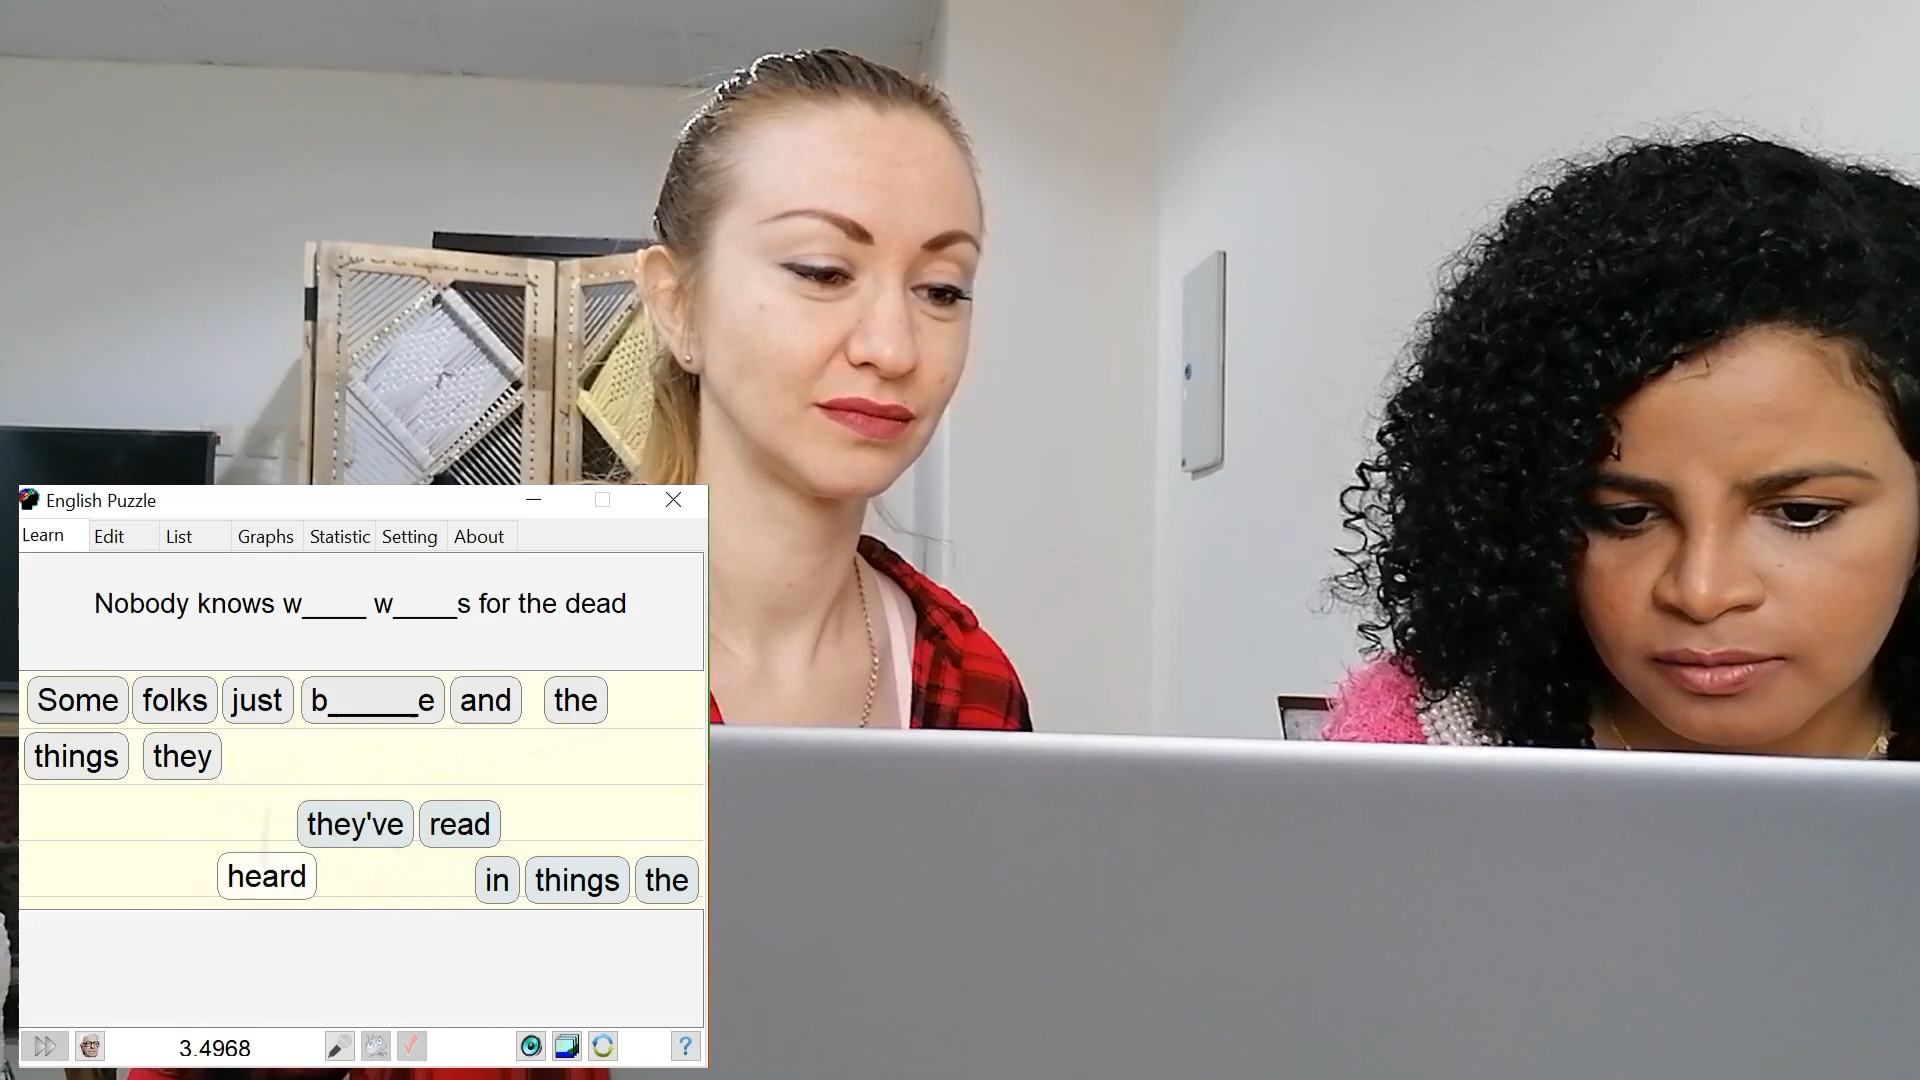 English Puzzle
Learn Edit List Graphs Statistic Setting About
Nobody knows w____ w____s for the dead
Some folks just b_____e and the
things they
they've read
heard in things the
3.4968
?